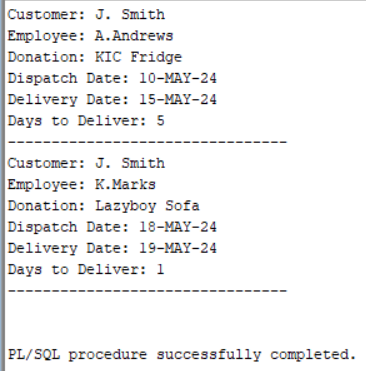 Customer: J. Smith
Employee: A.Andrews
Donation: KIC Fridge
Dispatch Date: 10-MAY-24
Delivery Date: 15-MAY-24
Days to Deliver: 5
--------------------------------
Customer: J. Smith
Employee: K.Marks
Donation: Lazyboy Sofa
Dispatch Date: 18-MAY-24
Delivery Date: 19-MAY-24
Days to Deliver: 1
--------------------------------
PL/SQL procedure successfully completed.